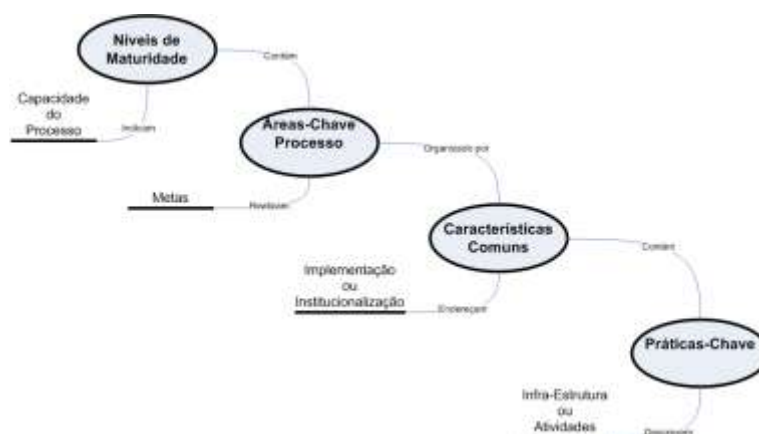 Níveis de
Maturidade
Contém
Capacidade
do
Processo
Indicam
Áreas-Chave
Processo
Organizado por
Metas
Características
Comuns
Contém
Implementação
ou
Institucionalização
Endereçam
Práticas-Chave
Infra-Estrutura
ou
Atividades